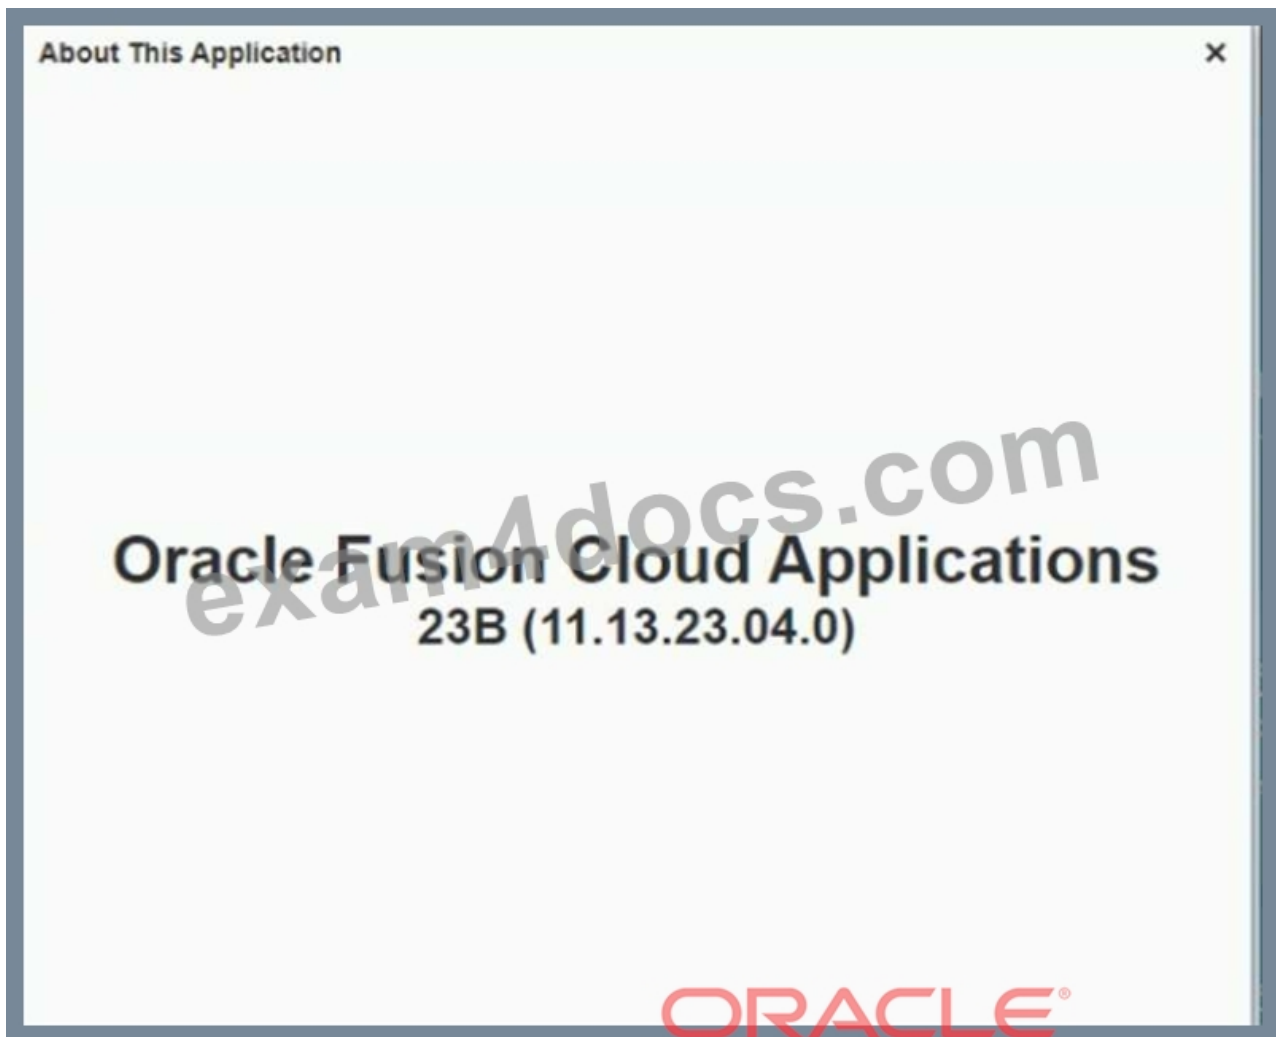 About This Application
×
exam4docs.com
Oracle Fusion Cloud Applications
23B (11.13.23.04.0)
ORACLE®